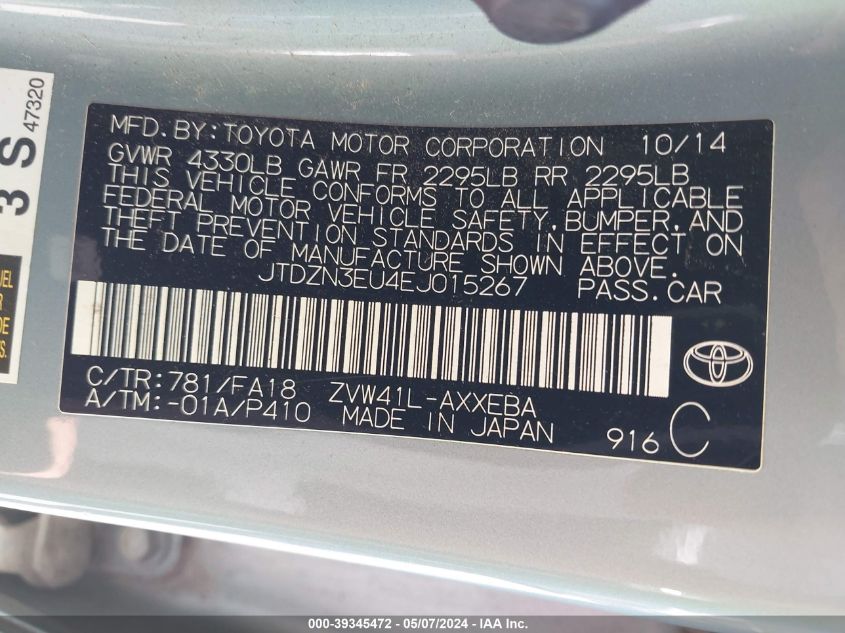 3 S 47320
UEL
R
DE
S.
MFD. BY: TOYOTA MOTOR CORPORATION 10/14
GVWR 4330LB GAWR FR 2295LB RR 2295LB
THIS VEHICLE CONFORMS TO ALL APPLICABLE
FEDERAL MOTOR VEHICLE SAFETY, BUMPER, AND
THEFT PREVENTION STANDARDS IN EFFECT ON
THE DATE OF MANUFACTURE SHOWN ABOVE.
JTDZN3EU4EJ015267 PASS. CAR
C/TR: 781/FA18 ZVW41L-AXXEBA
A/TM: -01A/P410 MADE IN JAPAN
916 C
000-39345472 — 05/07/2024 — IAA Inc.